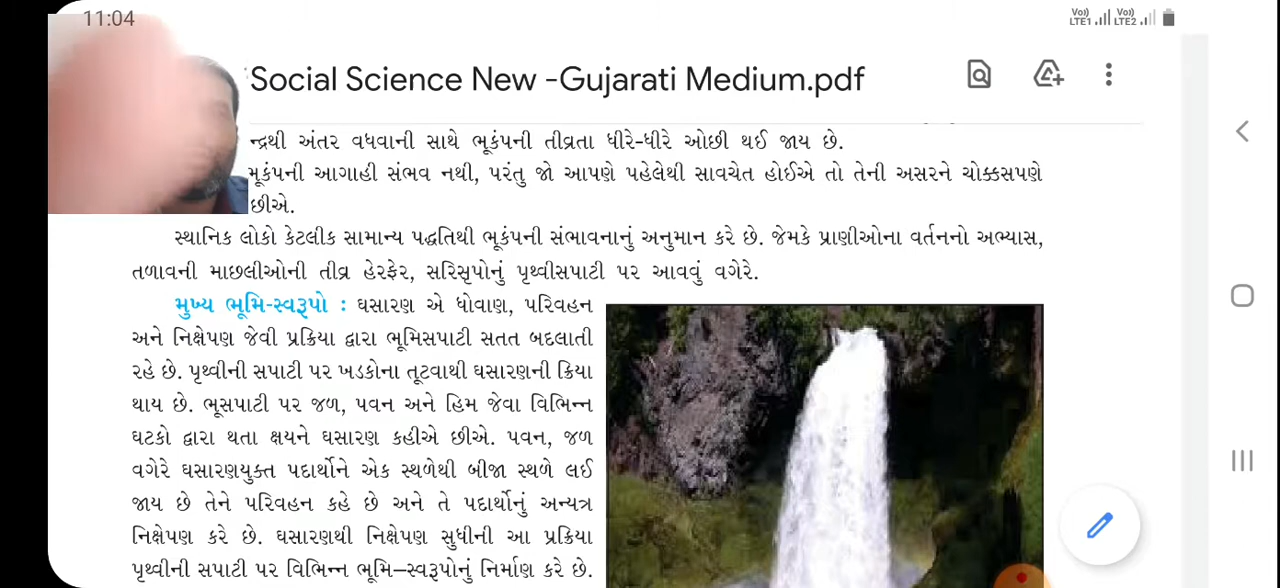 11:04
Vo)) LTE1 Vo)) LTE2
Social Science New -Gujarati Medium.pdf
ન્દ્રથી અંતર વધવાની સાથે ભૂકંપની તીવ્રતા ધીરે-ધીરે ઓછી થઈ જાય છે.
ભૂકંપની આગાહી સંભવ નથી, પરંતુ જો આપણે પહેલેથી સાવચેત હોઈએ તો તેની અસરને ચોક્કસપણે
છીએ.
સ્થાનિક લોકો કેટલીક સામાન્ય પદ્ધતિથી ભૂકંપની સંભાવનાનું અનુમાન કરે છે. જેમકે પ્રાણીઓના વર્તનનો અભ્યાસ,
તળાવની માછલીઓની તીવ્ર હેરફેર, સરિસૃપોનું પૃથ્વીસપાટી પર આવવું વગેરે.
મુખ્ય ભૂમિ-સ્વરૂપો : ઘસારણ એ ધોવાણ, પરિવહન
અને નિક્ષેપણ જેવી પ્રક્રિયા દ્વારા ભૂમિસપાટી સતત બદલાતી
રહે છે. પૃથ્વીની સપાટી પર ખડકોના તૂટવાથી ઘસારણની ક્રિયા
થાય છે. ભૂસપાટી પર જળ, પવન અને હિમ જેવા વિભિન્ન
ઘટકો દ્વારા થતા ક્ષયને ઘસારણ કહીએ છીએ. પવન, જળ
વગેરે ઘસારણયુક્ત પદાર્થોને એક સ્થળેથી બીજા સ્થળે લઈ
જાય છે તેને પરિવહન કહે છે અને તે પદાર્થોનું અન્યત્ર
નિક્ષેપણ કરે છે. ઘસારણથી નિક્ષેપણ સુધીની આ પ્રક્રિયા
પૃથ્વીની સપાટી પર વિભિન્ન ભૂમિ–સ્વરૂપોનું નિર્માણ કરે છે.